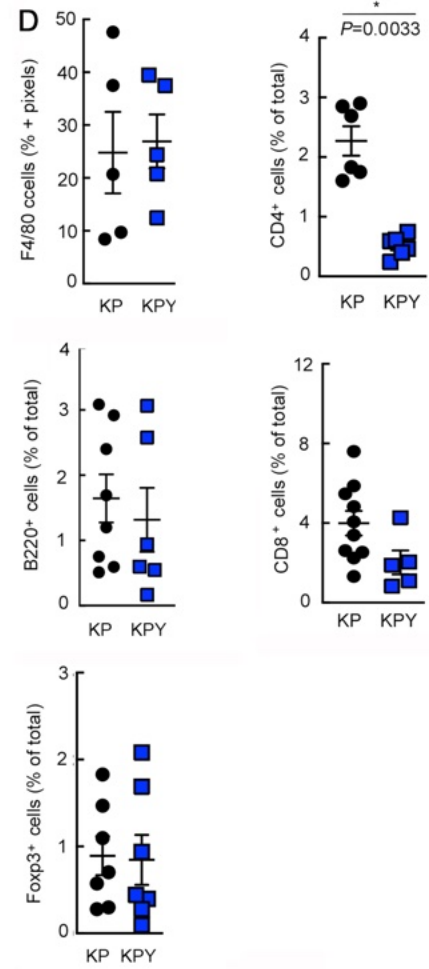 D
F4/80 ccells (% + pixels)
50
40
30
20
10
0
KP KPY
*
P=0.0033
CD4+ cells (% of total)
4
3
2
1
0
KP KPY
B220+ cells (% of total)
4
3
2
1
0
KP KPY
CD8 + cells (% of total)
12
8
4
0
KP KPY
Foxp3+ cells (% of total)
3
2
1
0
KP KPY